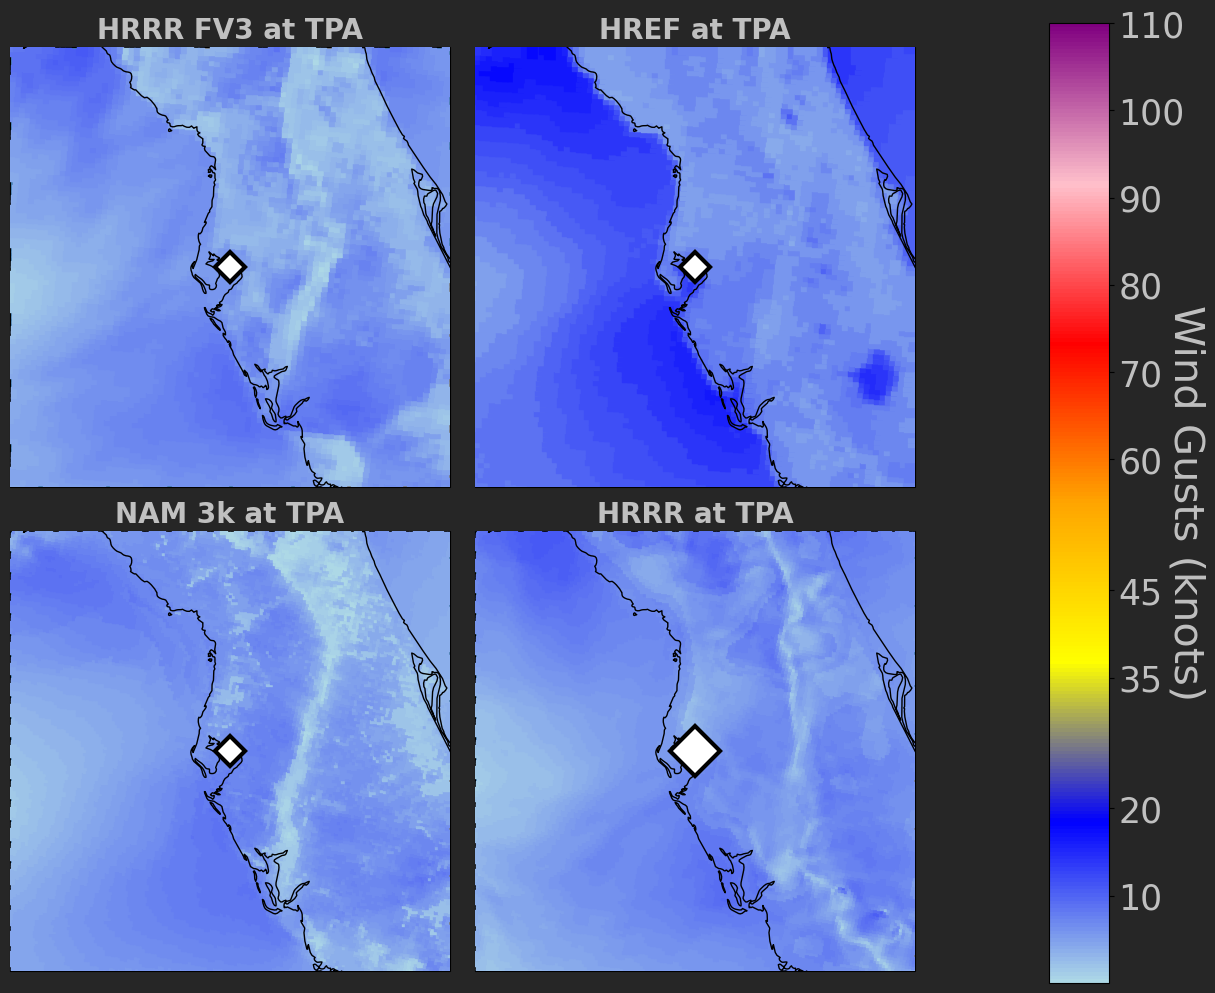 HRRR FV3 at TPA
HREF at TPA
NAM 3k at TPA
HRRR at TPA
110
100
90
80
70
60
45
35
20
10
Wind Gusts (knots)